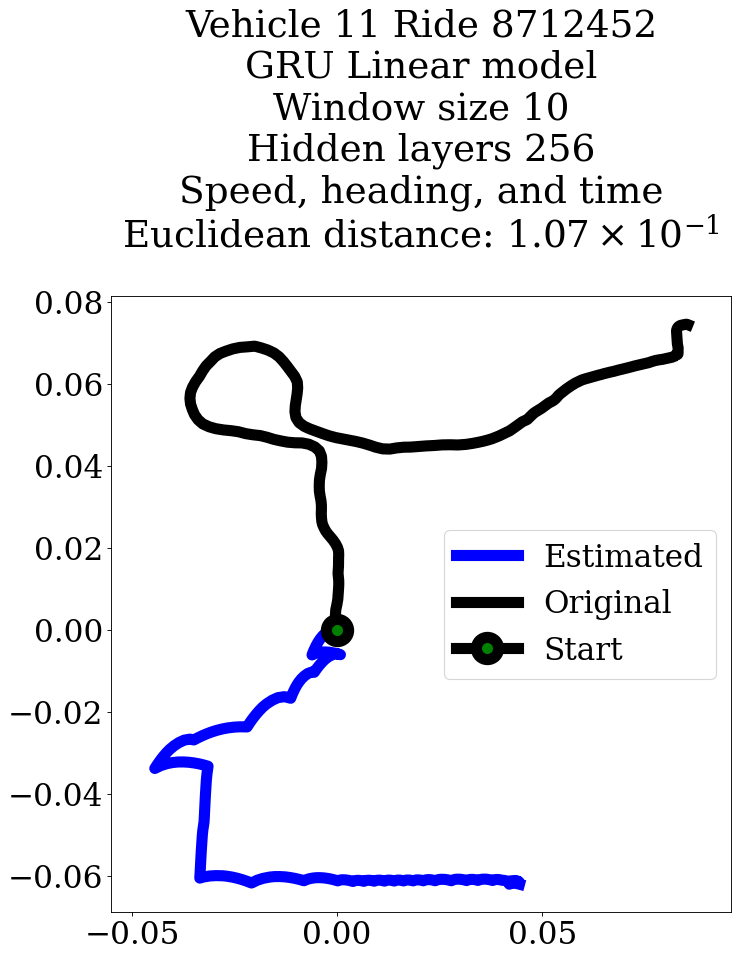 Vehicle 11 Ride 8712452
GRU Linear model
Window size 10
Hidden layers 256
Speed, heading, and time
Euclidean distance: 1.07 × 10⁻¹
0.08
0.06
0.04
0.02
0.00
−0.02
−0.04
−0.06
Estimated
Original
Start
−0.05
0.00
0.05